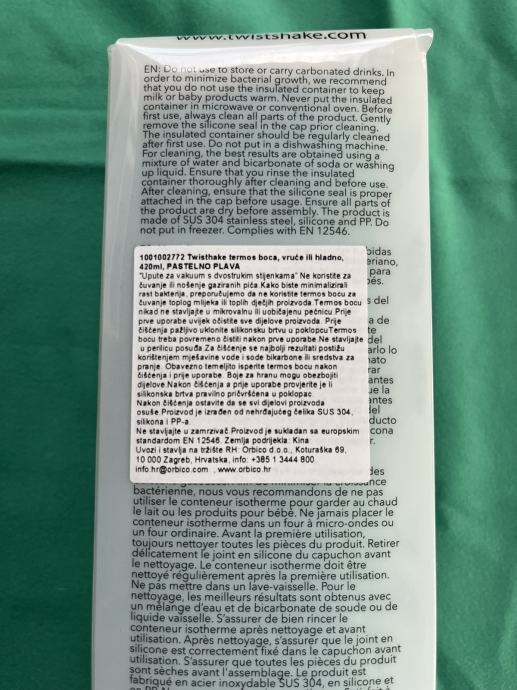 www.twistshake.com
EN: Do not use to store or carry carbonated drinks. In
order to minimize bacterial growth, we recommend
that you do not use the insulated container to keep
milk or baby products warm. Never put the insulated
container in microwave or conventional oven. Before
first use, always clean all parts of the product. Gently
remove the silicone seal in the cap prior cleaning.
The insulated container should be regularly cleaned
after first use. Do not put in a dishwashing machine.
For cleaning, the best results are obtained using a
mixture of water and bicarbonate of soda or washing
up liquid. Ensure that you rinse the insulated
container thoroughly after cleaning and before use.
After cleaning, ensure that the silicone seal is proper
attached in the cap before usage. Ensure all parts of
the product are dry before assembly. The product is
made of SUS 304 stainless steel, silicone and PP. Do
not put in freezer. Complies with EN 12546.
1001002772 Twisthake termos boca, vruće ili hladno,
420ml, PASTELNO PLAVA
"Upute za vakuum s dvostrukim stijenkama" Ne koristite za
čuvanje ili nošenje gaziranih pića.Kako biste minimalizirali
rast bakterija, preporučujemo da ne koristite termos bocu za
čuvanje toplog mlijeka ili toplih dječjih proizvoda.Termos bocu
nikad ne stavljajte u mikrovalnu ili uobičajenu pećnicu.Prije
prve uporabe uvijek očistite sve dijelove proizvoda. Prije
čišćenja pažljivo uklonite silikonsku brtvu u poklopcuTermos
bocu treba povremeno čistiti nakon prve uporabe.Ne stavljajte
u perilicu posuđa.Za čišćenje se najbolji rezultati postižu
korištenjem mješavine vode i sode bikarbone ili sredstva za
pranje. Obavezno temeljito isperite termos bocu nakon
čišćenja i prije uporabe. Boje za hranu mogu obezbojiti
dijelove.Nakon čišćenja a prije uporabe provjerite je li
silikonska brtva pravilno pričvršćena u poklopac.
Nakon čišćenja ostavite da se svi dijelovi proizvoda
osuše.Proizvod je izrađen od nehrđajućeg čelika SUS 304,
silikona i PP-a.
Ne stavljajte u zamrzivač.Proizvod je sukladan sa europskim
standardom EN 12546. Zemlja podrijekla: Kina
Uvozi i stavlja na tržište RH: Orbico d.o.o., Koturaška 69,
10 000 Zagreb, Hrvatska, info: +385 1 3444 800
info.hr@orbico.com , www.orbico.hr
bactérienne, nous vous recommandons de ne pas
utiliser le conteneur isotherme pour garder au chaud
le lait ou les produits pour bébé. Ne jamais placer le
conteneur isotherme dans un four à micro-ondes ou
un four ordinaire. Avant la première utilisation,
toujours nettoyer toutes les pièces du produit. Retirer
délicatement le joint en silicone du capuchon avant
le nettoyage. Le conteneur isotherme doit être
nettoyé régulièrement après la première utilisation.
Ne pas mettre dans un lave-vaisselle. Pour le
nettoyage, les meilleurs résultats sont obtenus avec
un mélange d'eau et de bicarbonate de soude ou de
liquide vaisselle. S'assurer de bien rincer le
conteneur isotherme après nettoyage et avant
utilisation. Après nettoyage, s'assurer que le joint en
silicone est correctement fixé dans le capuchon avant
utilisation. S'assurer que toutes les pièces du produit
sont sèches avant l'assemblage. Le produit est
fabriqué en acier inoxydable SUS 304, en silicone et